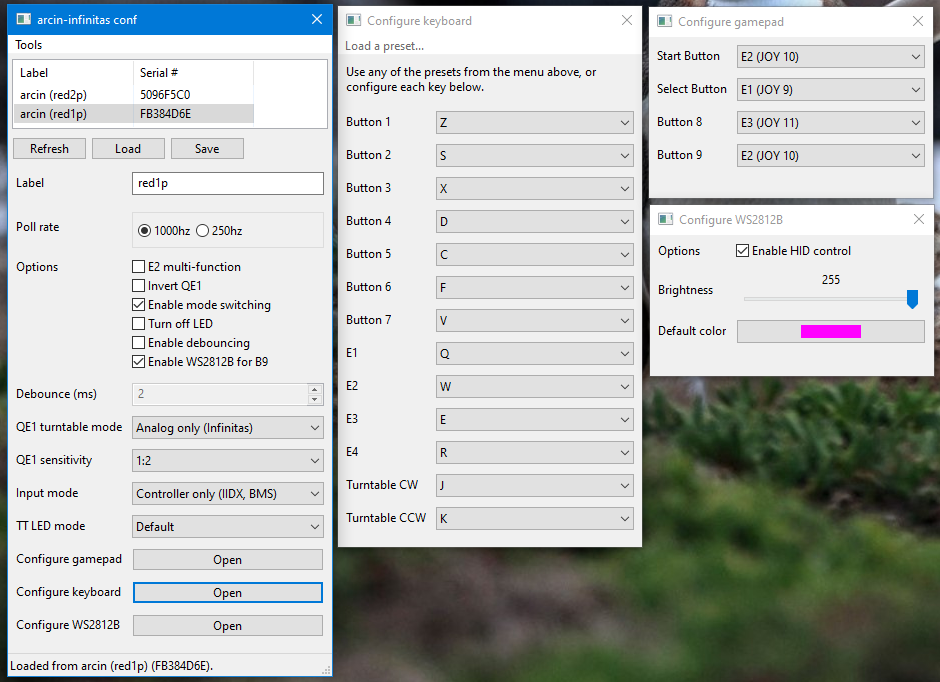 arcin-infinitas conf
Tools
Label Serial #
arcin (red2p) 5096F5C0
arcin (red1p) FB384D6E
Refresh Load Save
Label red1p
Poll rate 1000hz 250hz
Options E2 multi-function
Invert QE1
Enable mode switching
Turn off LED
Enable debouncing
Enable WS2812B for B9
Debounce (ms) 2
QE1 turntable mode Analog only (Infinitas)
QE1 sensitivity 1:2
Input mode Controller only (IIDX, BMS)
TT LED mode Default
Configure gamepad Open
Configure keyboard Open
Configure WS2812B Open
Loaded from arcin (red1p) (FB384D6E).
Configure keyboard
Load a preset...
Use any of the presets from the menu above, or
configure each key below.
Button 1 Z
Button 2 S
Button 3 X
Button 4 D
Button 5 C
Button 6 F
Button 7 V
E1 Q
E2 W
E3 E
E4 R
Turntable CW J
Turntable CCW K
Configure gamepad
Start Button E2 (JOY 10)
Select Button E1 (JOY 9)
Button 8 E3 (JOY 11)
Button 9 E2 (JOY 10)
Configure WS2812B
Options Enable HID control
255
Brightness
Default color